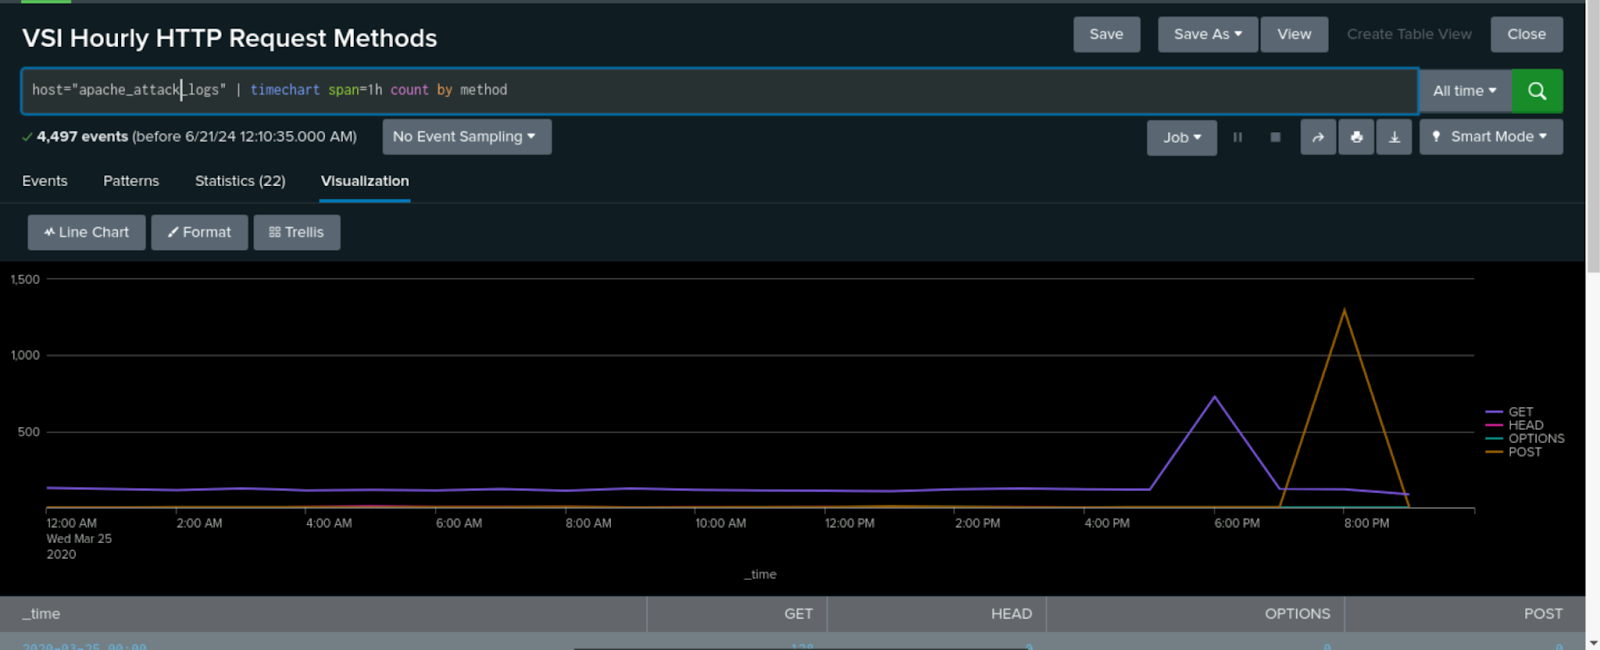 VSI Hourly HTTP Request Methods
Save
Save As
View
Create Table View
Close
host="apache_attack_logs" | timechart span=1h count by method
All time
✓ 4,497 events (before 6/21/24 12:10:35.000 AM)
No Event Sampling
Job
Smart Mode
Events
Patterns
Statistics (22)
Visualization
Line Chart
Format
Trellis
1,500
1,000
500
GET
HEAD
OPTIONS
POST
12:00 AM
Wed Mar 25
2020
2:00 AM
4:00 AM
6:00 AM
8:00 AM
10:00 AM
12:00 PM
2:00 PM
4:00 PM
6:00 PM
8:00 PM
_time
_time
GET
HEAD
OPTIONS
POST
2020-03-25 00:00